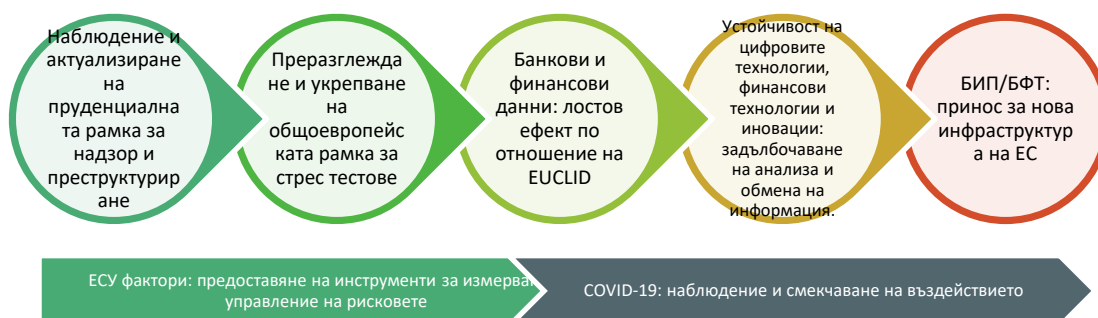 Наблюдение и
актуализиране
на
пруденциална
та рамка за
надзор и
преструктурир
ане
Преразглежда
не и укрепване
на
общоевропейс
ката рамка за
стрес тестове
Банкови и
финансови
данни: лостов
ефект по
отношение на
EUCLID
Устойчивост на
цифровите
технологии,
финансови
технологии и
иновации:
задълбочаване
на анализа и
обмена на
информация.
БИП/БФТ:
принос за нова
инфраструктур
а на ЕС
ЕСУ фактори: предоставяне на инструменти за измерва
управление на рисковете
COVID-19: наблюдение и смекчаване на въздействието